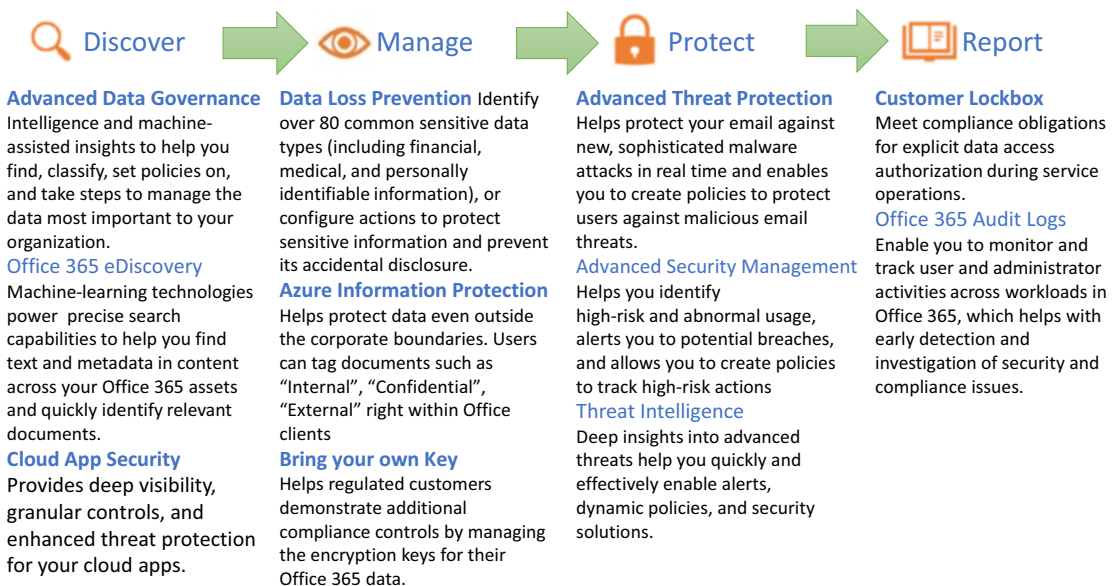 Discover
Manage
Protect
Report
Advanced Data Governance
Intelligence and machine-
assisted insights to help you
find, classify, set policies on,
and take steps to manage the
data most important to your
organization.
Office 365 eDiscovery
Machine-learning technologies
power precise search
capabilities to help you find
text and metadata in content
across your Office 365 assets
and quickly identify relevant
documents.
Cloud App Security
Provides deep visibility,
granular controls, and
enhanced threat protection
for your cloud apps.
Data Loss Prevention Identify
over 80 common sensitive data
types (including financial,
medical, and personally
identifiable information), or
configure actions to protect
sensitive information and prevent
its accidental disclosure.
Azure Information Protection
Helps protect data even outside
the corporate boundaries. Users
can tag documents such as
“Internal”, “Confidential”,
“External” right within Office
clients
Bring your own Key
Helps regulated customers
demonstrate additional
compliance controls by managing
the encryption keys for their
Office 365 data.
Advanced Threat Protection
Helps protect your email against
new, sophisticated malware
attacks in real time and enables
you to create policies to protect
users against malicious email
threats.
Advanced Security Management
Helps you identify
high-risk and abnormal usage,
alerts you to potential breaches,
and allows you to create policies
to track high-risk actions
Threat Intelligence
Deep insights into advanced
threats help you quickly and
effectively enable alerts,
dynamic policies, and security
solutions.
Customer Lockbox
Meet compliance obligations
for explicit data access
authorization during service
operations.
Office 365 Audit Logs
Enable you to monitor and
track user and administrator
activities across workloads in
Office 365, which helps with
early detection and
investigation of security and
compliance issues.